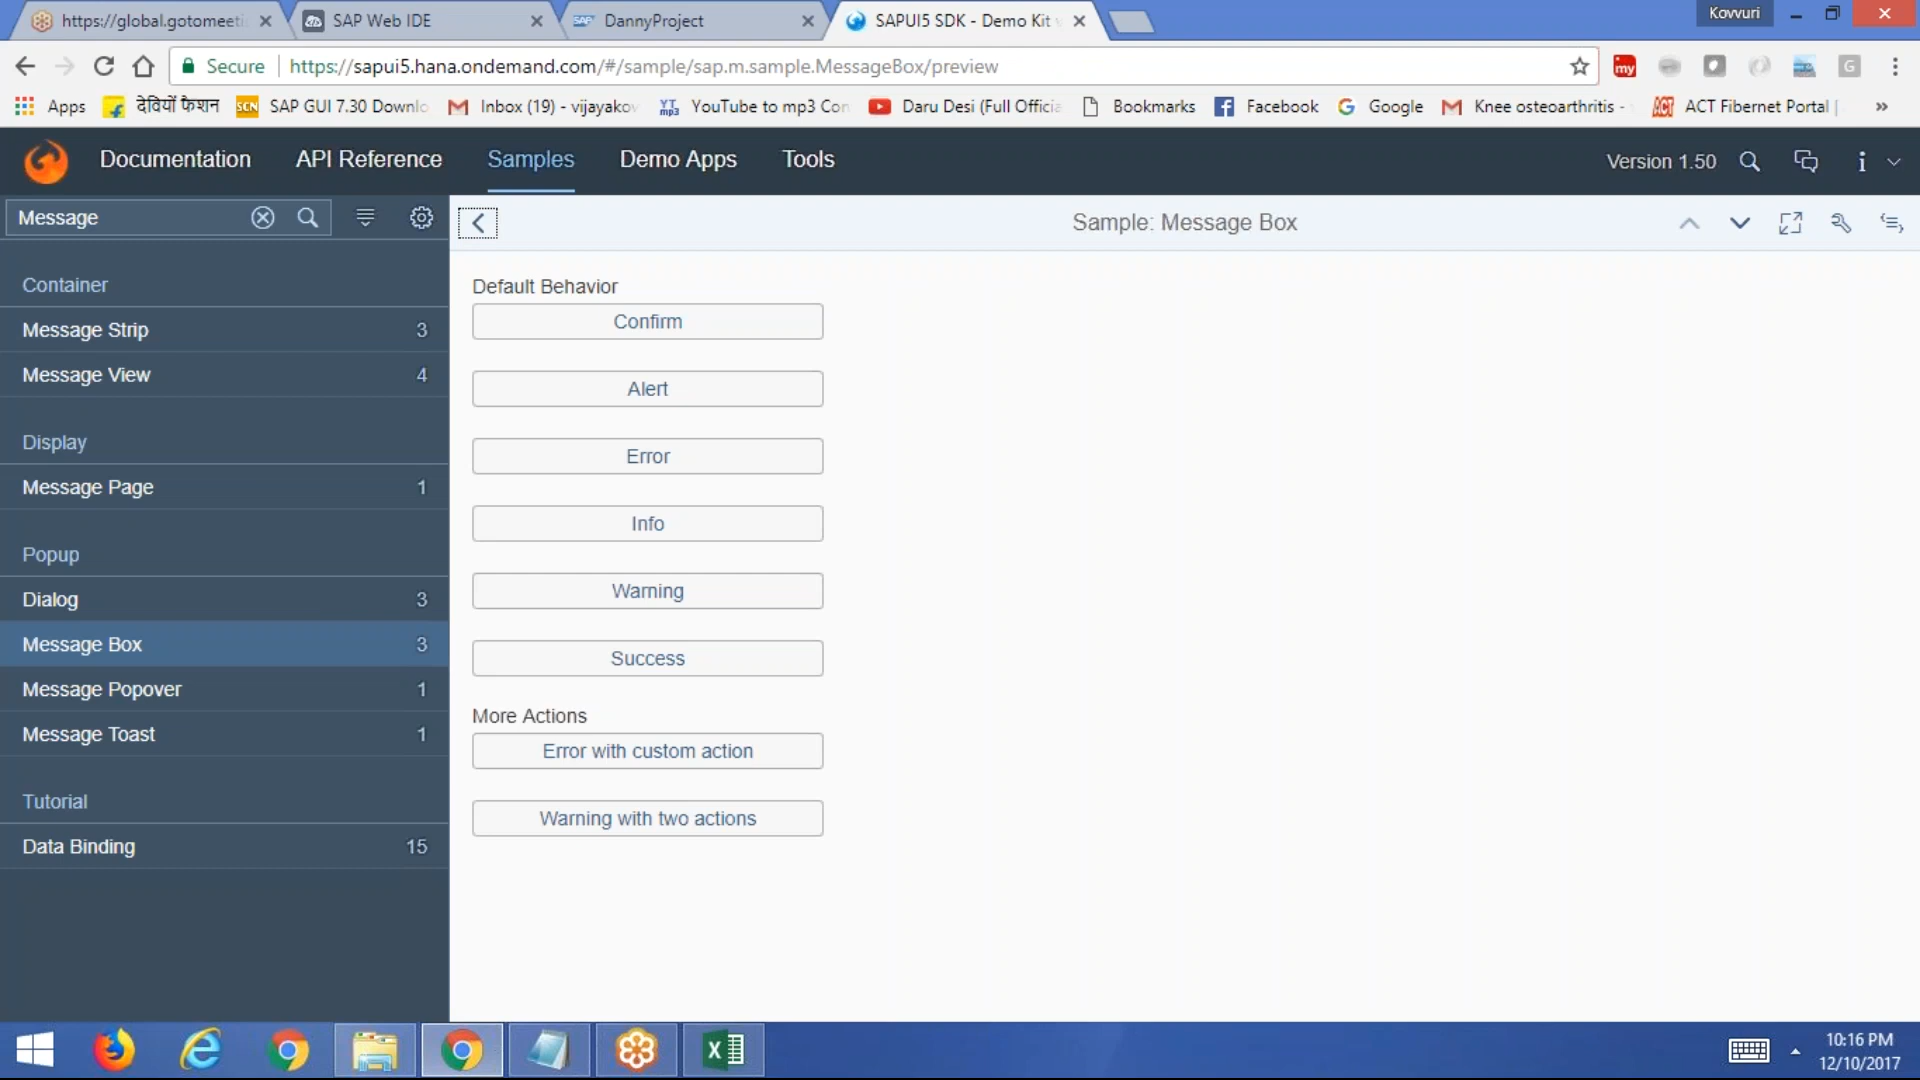 https://global.gotomeeti
SAP Web IDE
SAP DannyProject
SAPUI5 SDK - Demo Kit
Kovvuri
Secure https://sapui5.hana.ondemand.com/#/sample/sap.m.sample.MessageBox/preview
my
G
Apps
देवियों फैशन
SCN SAP GUI 7.30 Downlo
Inbox (19) - vijayakov
YT mp3 YouTube to mp3 Con
Daru Desi (Full Officia
Bookmarks
Facebook
Google
Knee osteoarthritis -
ACT ACT Fibernet Portal |
»
Documentation
API Reference
Samples
Demo Apps
Tools
Version 1.50
Message
Sample: Message Box
Container
Message Strip 3
Message View 4
Display
Message Page 1
Popup
Dialog 3
Message Box 3
Message Popover 1
Message Toast 1
Tutorial
Data Binding 15
Default Behavior
Confirm
Alert
Error
Info
Warning
Success
More Actions
Error with custom action
Warning with two actions
10:16 PM
12/10/2017